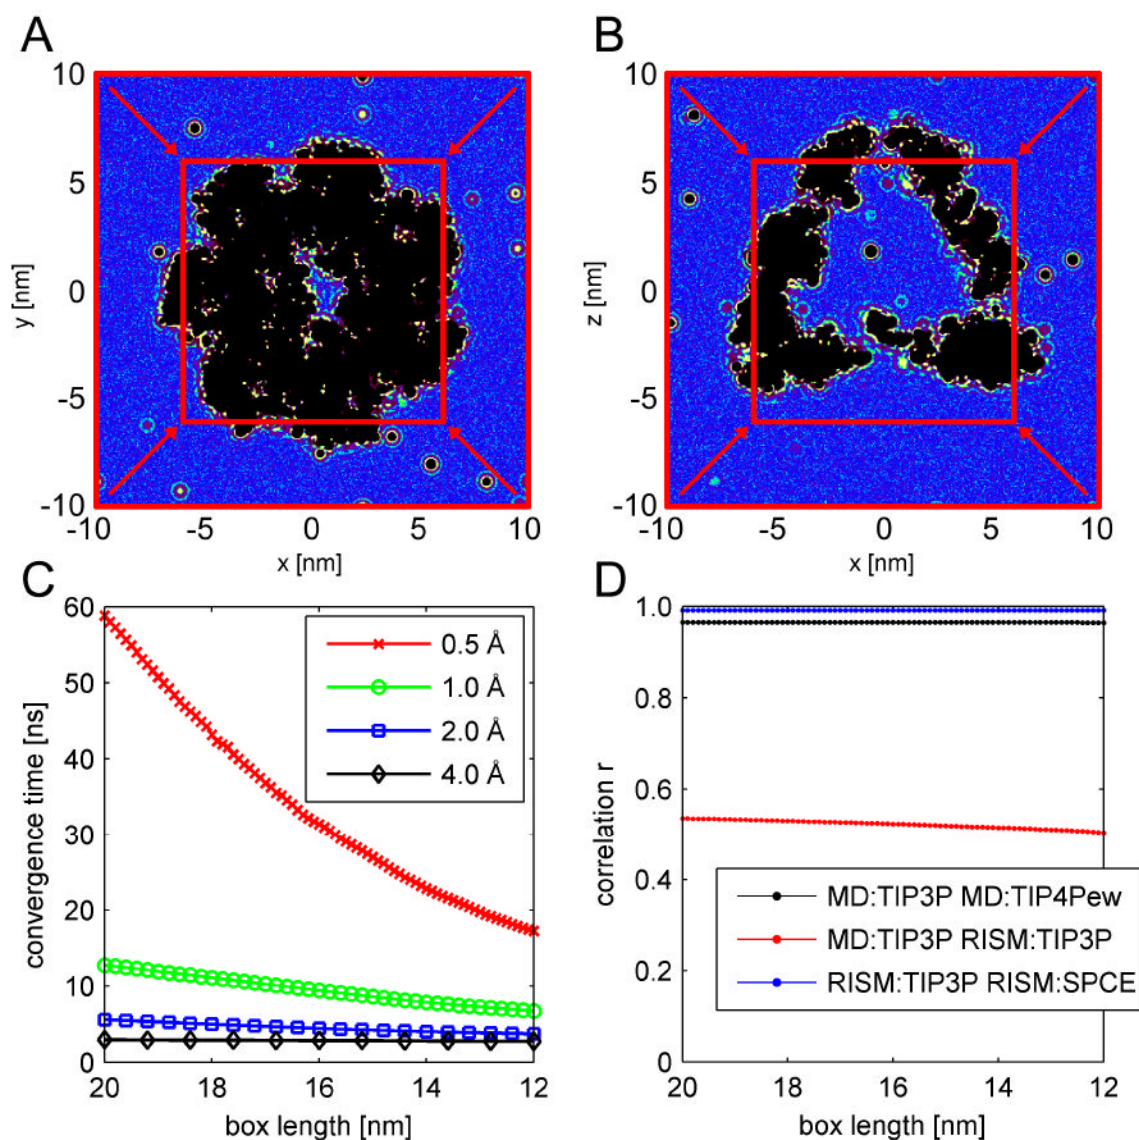 A
B
10
5
0
-5
-10
y [nm]
-10
-5
0
5
10
x [nm]
10
5
0
-5
-10
z [nm]
-10
-5
0
5
10
x [nm]
C
D
60
50
40
30
20
10
0
convergence time [ns]
0.5 Å
1.0 Å
2.0 Å
4.0 Å
20
18
16
14
12
box length [nm]
1.0
0.8
0.6
0.4
0.2
0
correlation r
MD:TIP3P MD:TIP4Pew
MD:TIP3P RISM:TIP3P
RISM:TIP3P RISM:SPCE
20
18
16
14
12
box length [nm]